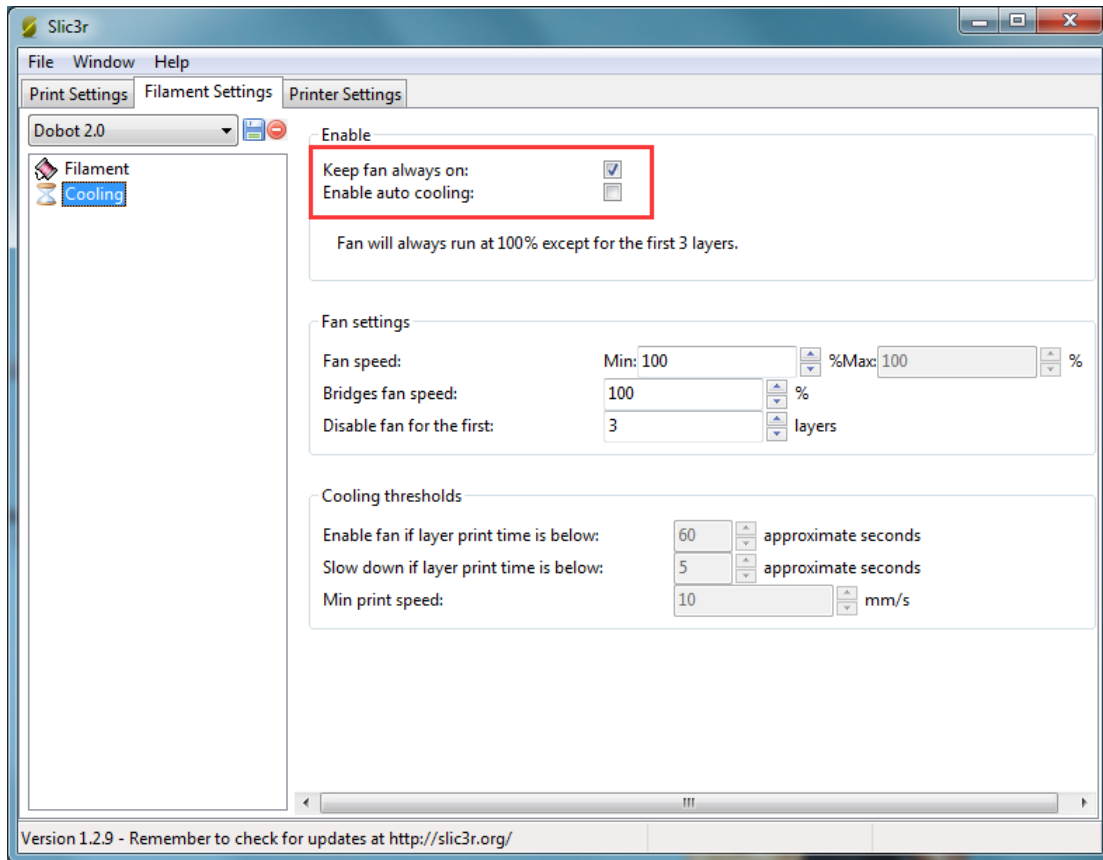 Slic3r
File Window Help
Print Settings Filament Settings Printer Settings
Dobot 2.0
Filament
Cooling
Enable
Keep fan always on:
Enable auto cooling:
Fan will always run at 100% except for the first 3 layers.
Fan settings
Fan speed: Min: 100 %Max: 100 %
Bridges fan speed: 100 %
Disable fan for the first: 3 layers
Cooling thresholds
Enable fan if layer print time is below: 60 approximate seconds
Slow down if layer print time is below: 5 approximate seconds
Min print speed: 10 mm/s
Version 1.2.9 - Remember to check for updates at http://slic3r.org/